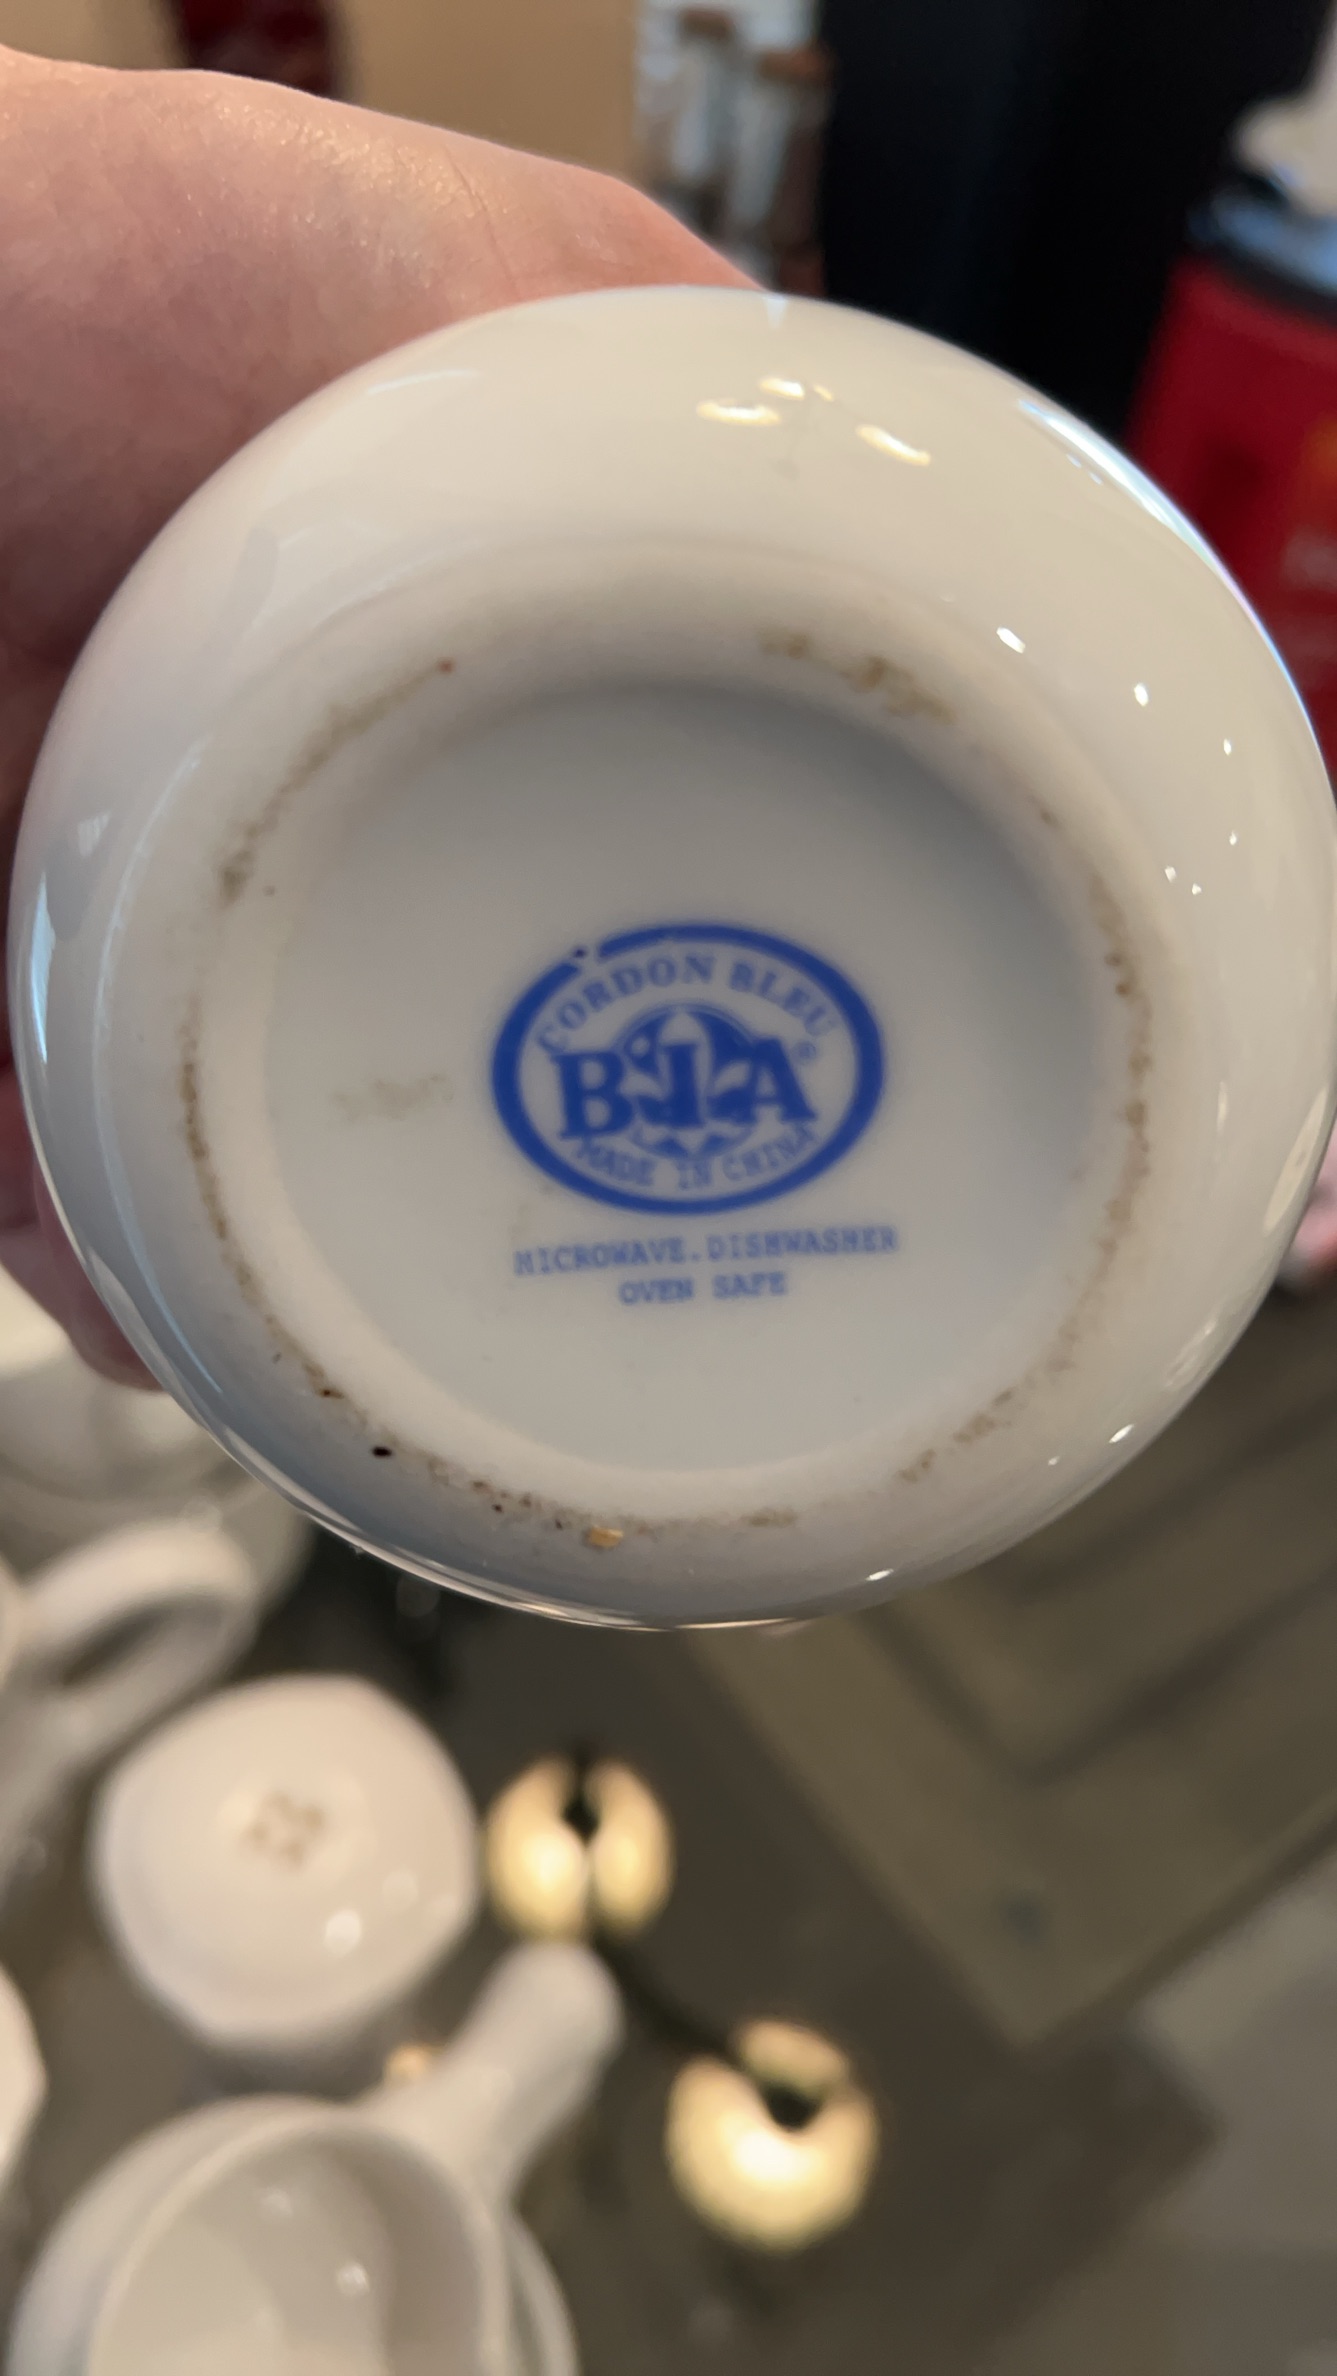 CORDON BLEU®
BIA®
MADE IN CHINA
MICROWAVE.DISHWASHER
OVEN SAFE